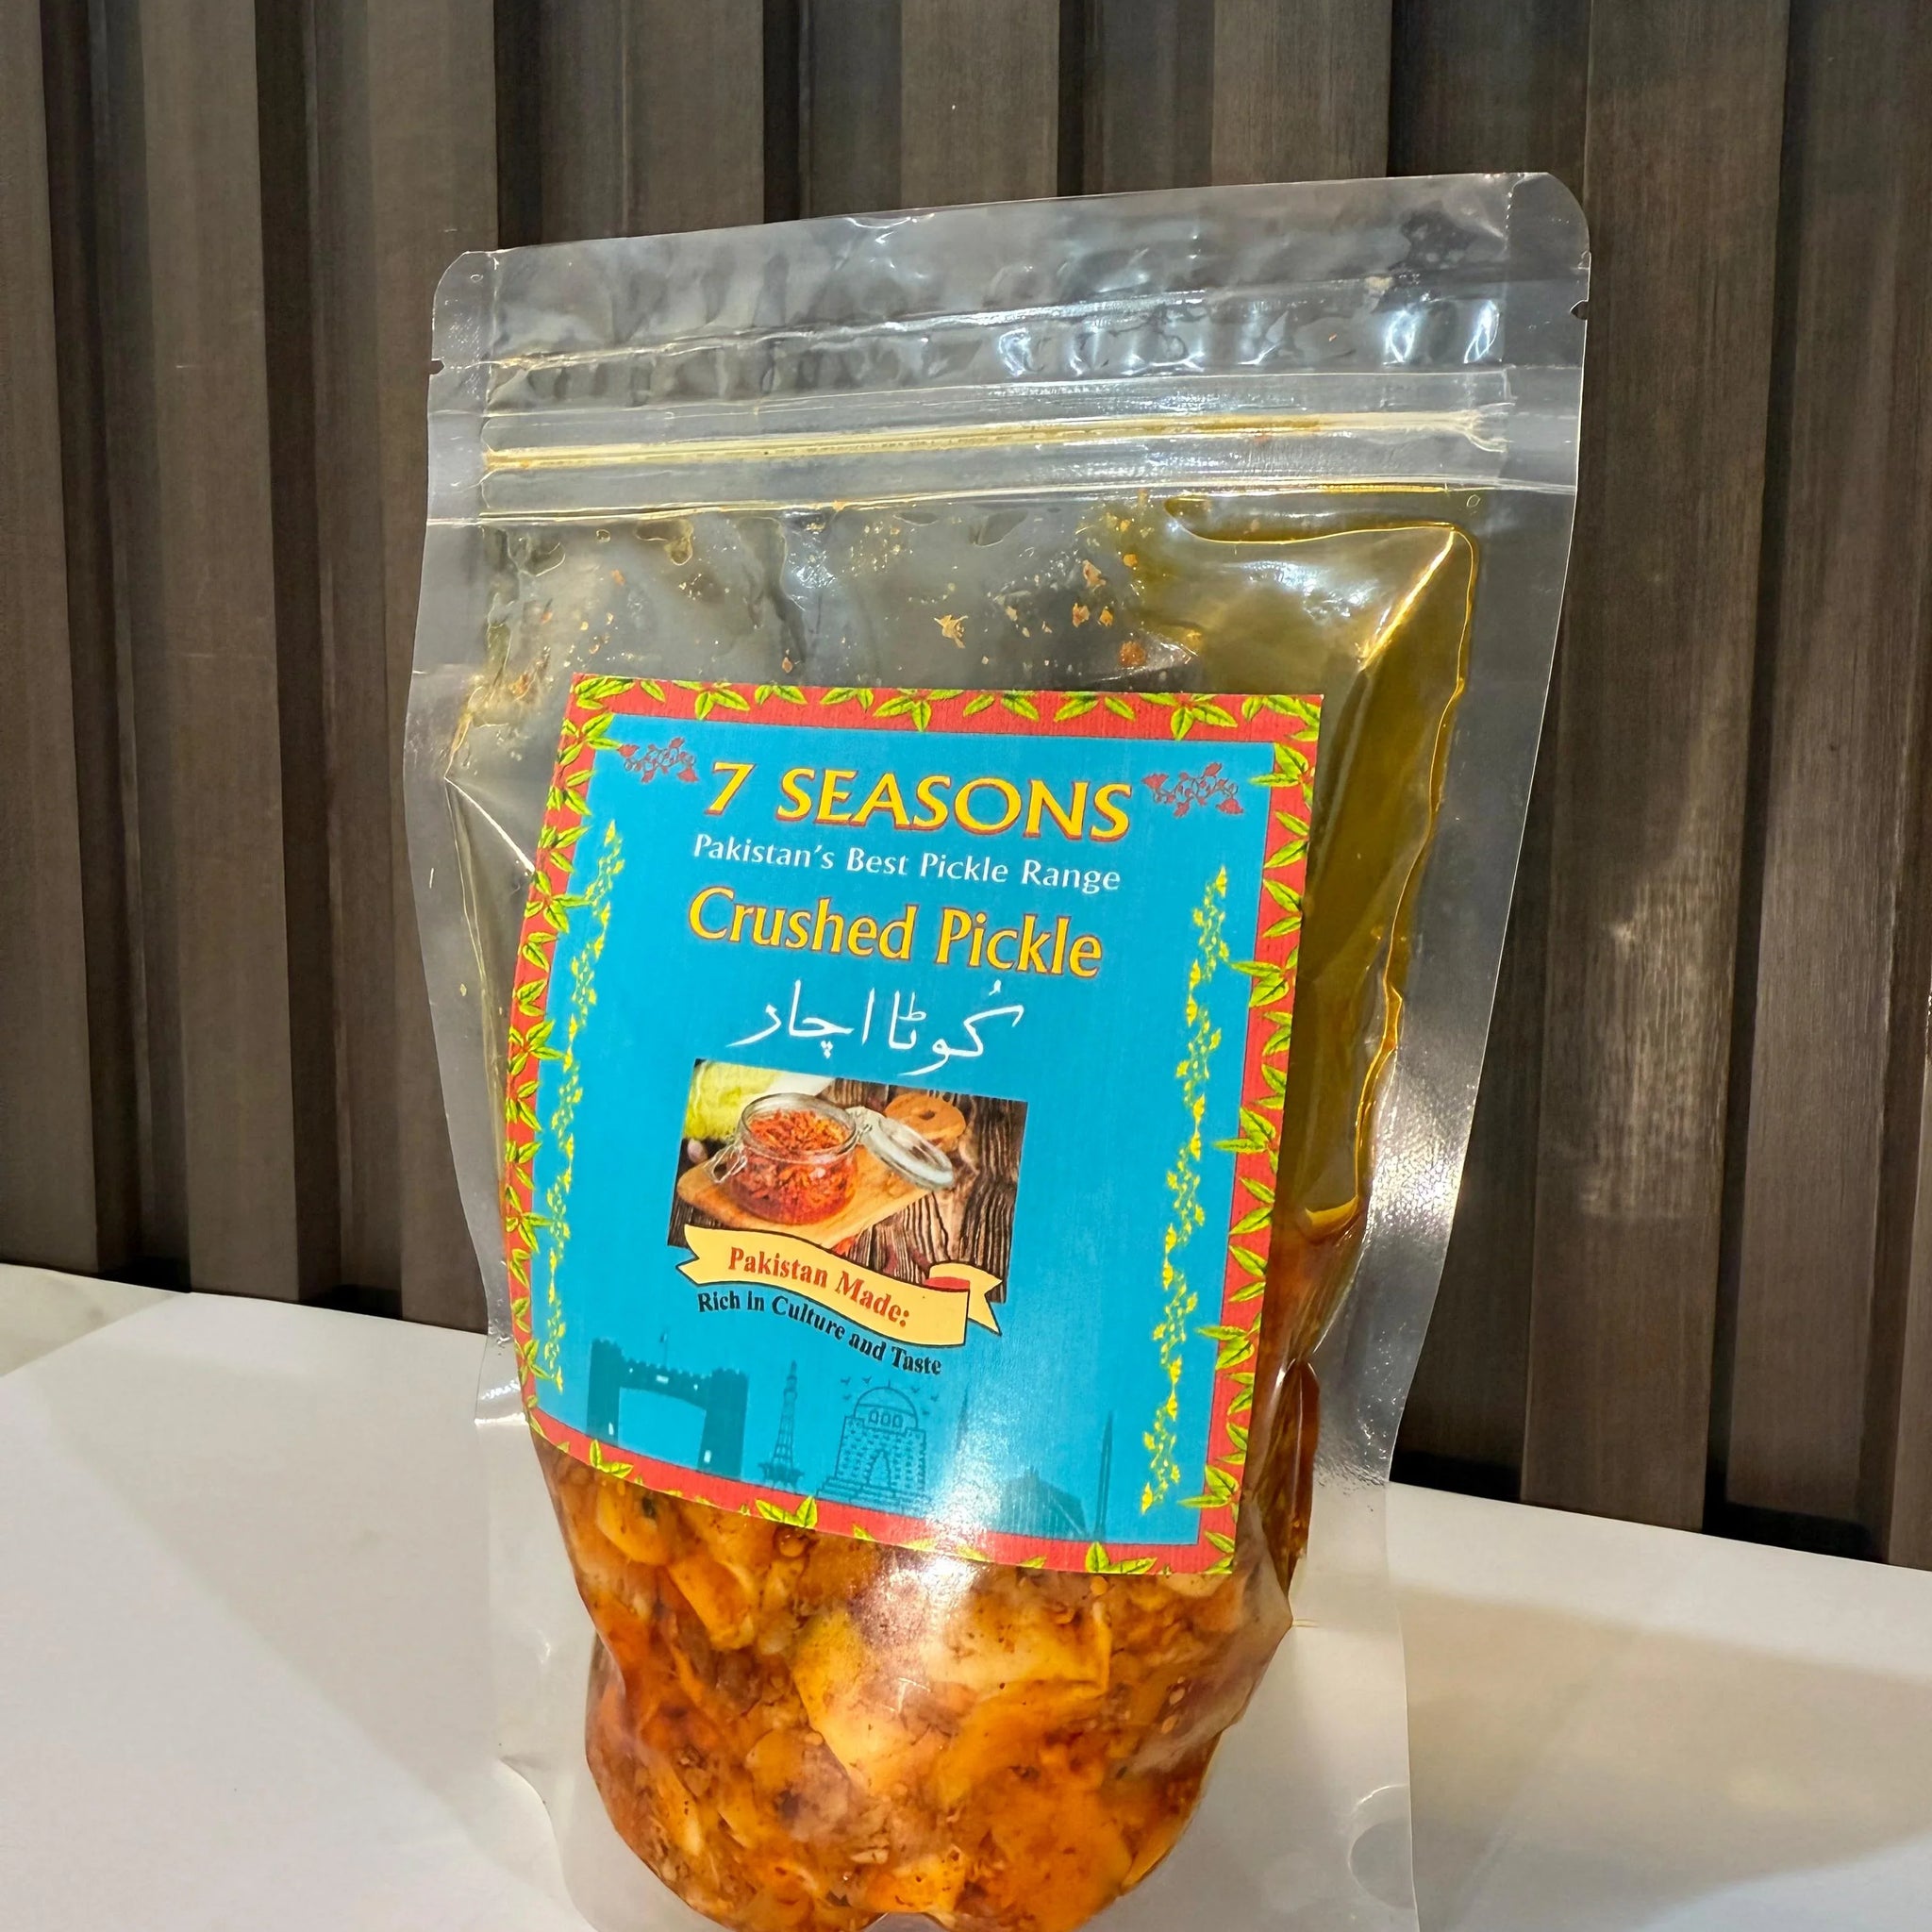 7 SEASONS
Pakistan's Best Pickle Range
Crushed Pickle
کُوٹا اچار
Pakistan Made:
Rich in Culture and Taste